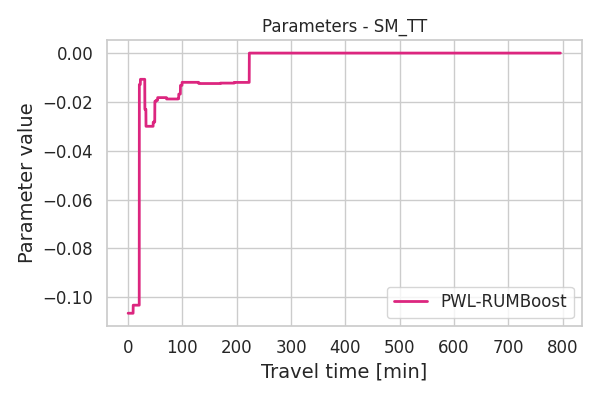 Parameters - SM_TT
Parameter value
0.00
−0.02
−0.04
−0.06
−0.08
−0.10
PWL-RUMBoost
0 100 200 300 400 500 600 700 800
Travel time [min]